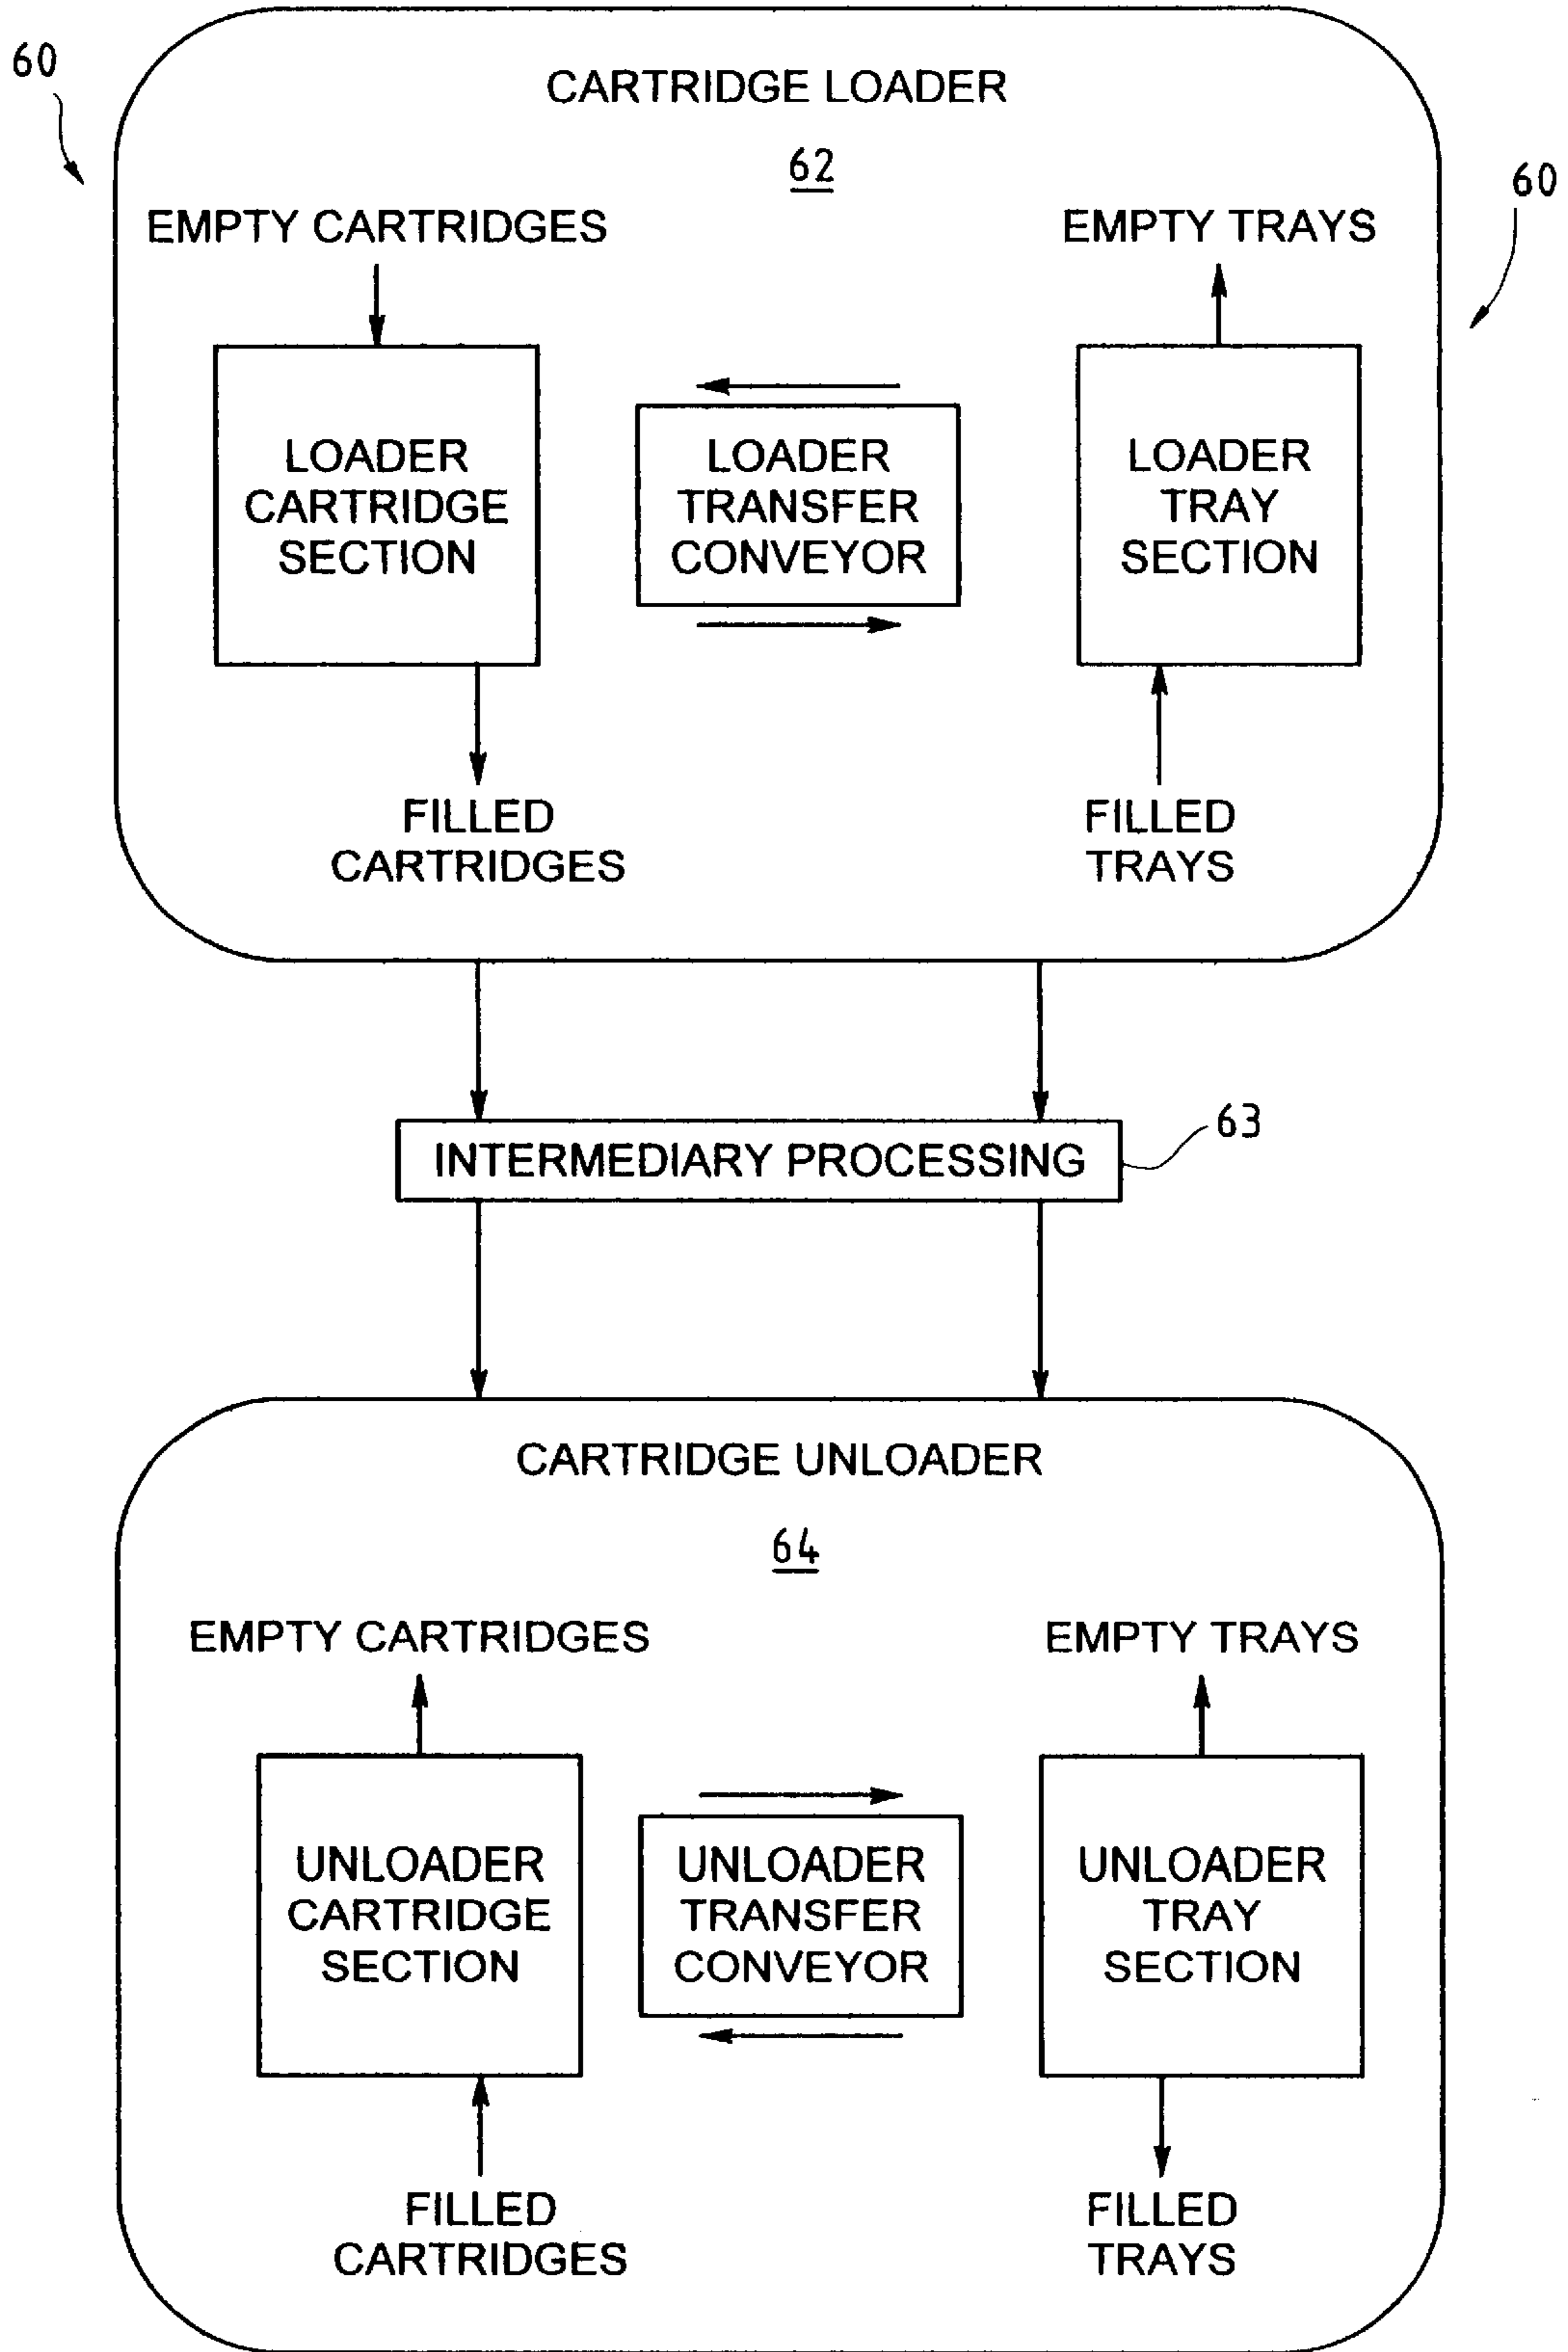 60
CARTRIDGE LOADER
62
60
EMPTY CARTRIDGES
EMPTY TRAYS
LOADER
CARTRIDGE
SECTION
LOADER
TRANSFER
CONVEYOR
LOADER
TRAY
SECTION
FILLED
CARTRIDGES
FILLED
TRAYS
INTERMEDIARY PROCESSING
63
CARTRIDGE UNLOADER
64
EMPTY CARTRIDGES
EMPTY TRAYS
UNLOADER
CARTRIDGE
SECTION
UNLOADER
TRANSFER
CONVEYOR
UNLOADER
TRAY
SECTION
FILLED
CARTRIDGES
FILLED
TRAYS